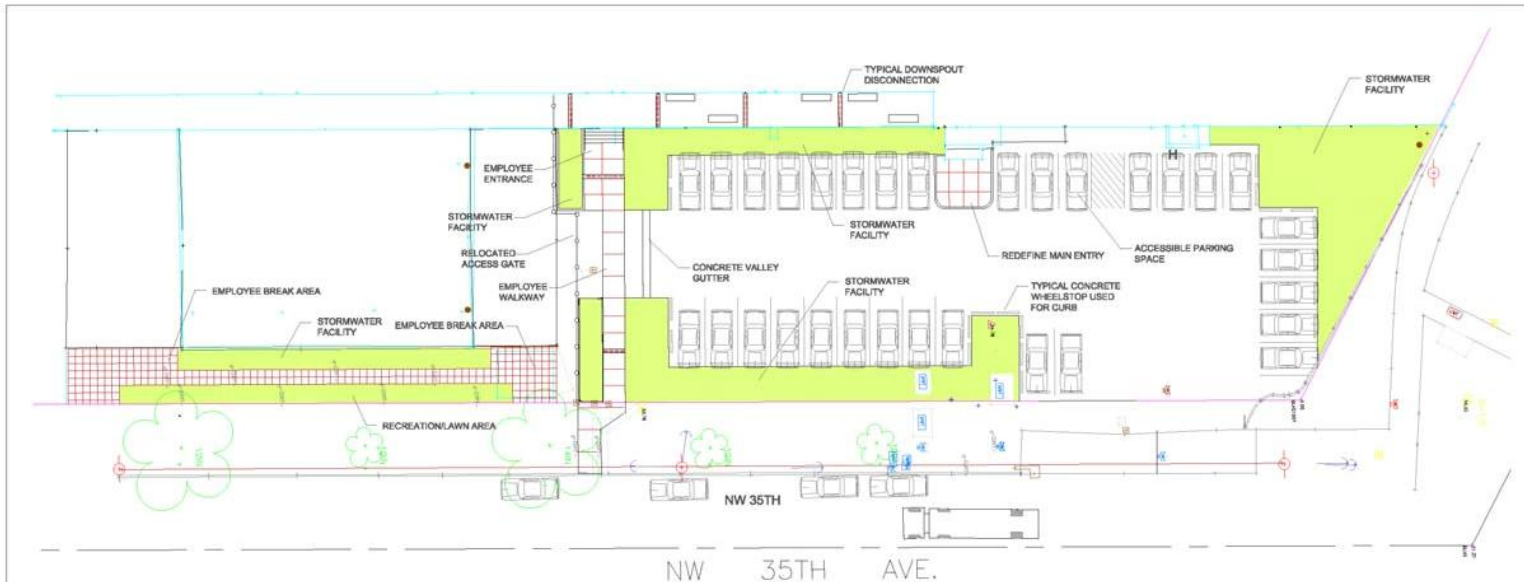 TYPICAL DOWNSPOUT
DISCONNECTION
STORMWATER
FACILITY
EMPLOYEE
ENTRANCE
STORMWATER
FACILITY
RELOCATED
ACCESS GATE
EMPLOYEE
WALKWAY
CONCRETE VALLEY
GUTTER
STORMWATER
FACILITY
STORMWATER
FACILITY
REDEFINE MAIN ENTRY
H
ACCESSIBLE PARKING
SPACE
TYPICAL CONCRETE
WHEELSTOP USED
FOR CURB
EMPLOYEE BREAK AREA
STORMWATER
FACILITY
EMPLOYEE BREAK AREA
RECREATION/LAWN AREA
NW 35TH
NW 35TH AVE.